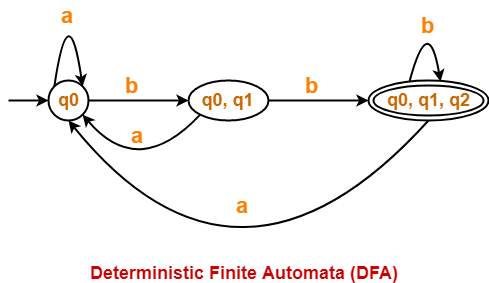 a
b
b
b
q0
q0, q1
q0, q1, q2
a
a
Deterministic Finite Automata (DFA)